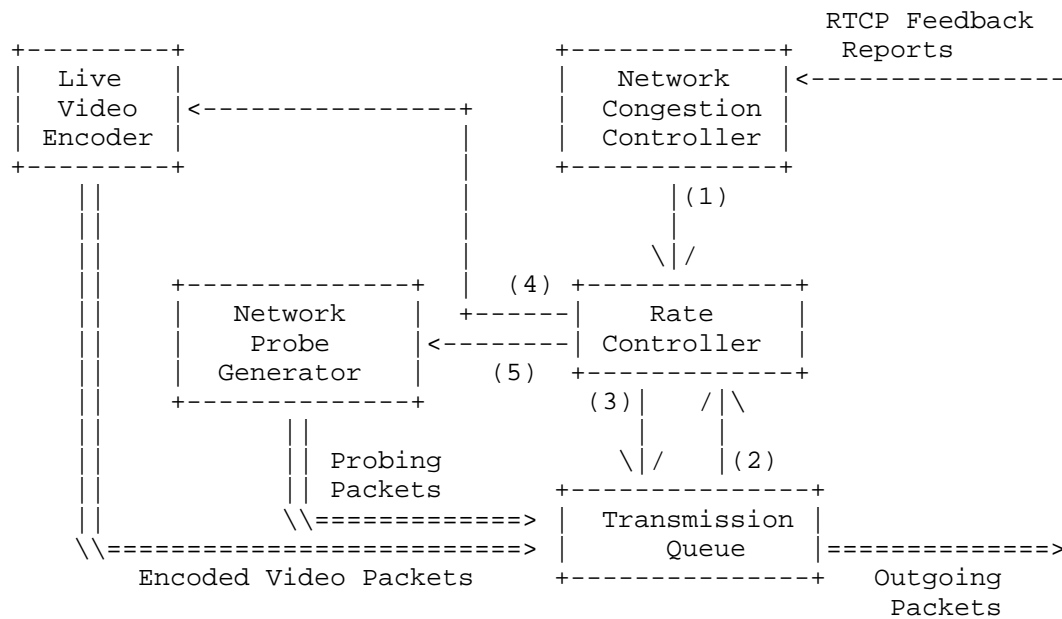 RTCP Feedback
Reports
Live
Video
Encoder
Network
Congestion
Controller
(1)
(4)
Network
Probe
Generator
Rate
Controller
(5)
(3)
(2)
Probing
Packets
Transmission
Queue
Encoded Video Packets
Outgoing
Packets